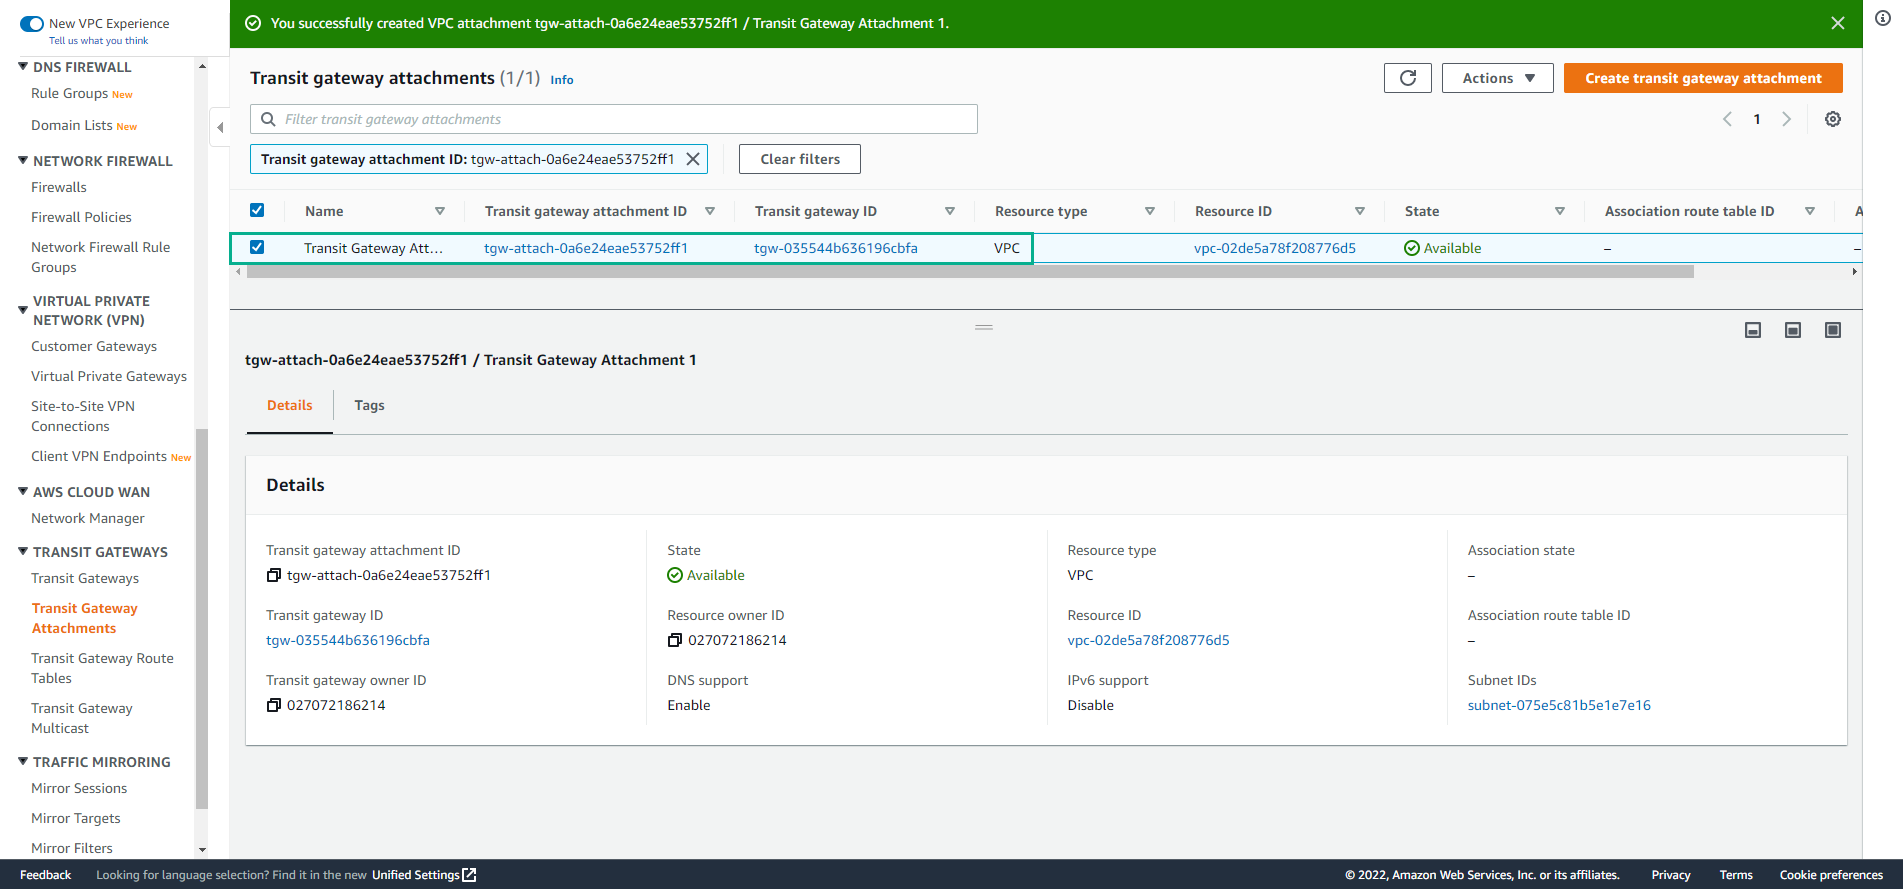 New VPC Experience
Tell us what you think
DNS FIREWALL
Rule Groups New
Domain Lists New
NETWORK FIREWALL
Firewalls
Firewall Policies
Network Firewall Rule
Groups
VIRTUAL PRIVATE
NETWORK (VPN)
Customer Gateways
Virtual Private Gateways
Site-to-Site VPN
Connections
Client VPN Endpoints New
AWS CLOUD WAN
Network Manager
TRANSIT GATEWAYS
Transit Gateways
Transit Gateway
Attachments
Transit Gateway Route
Tables
Transit Gateway
Multicast
TRAFFIC MIRRORING
Mirror Sessions
Mirror Targets
Mirror Filters
You successfully created VPC attachment tgw-attach-0a6e24eae53752ff1 / Transit Gateway Attachment 1.
Transit gateway attachments (1/1) Info
Actions
Create transit gateway attachment
Filter transit gateway attachments
1
Transit gateway attachment ID: tgw-attach-0a6e24eae53752ff1
Clear filters
Name Transit gateway attachment ID Transit gateway ID Resource type Resource ID State Association route table ID A
Transit Gateway Att... tgw-attach-0a6e24eae53752ff1 tgw-035544b636196cbfa VPC vpc-02de5a78f208776d5 Available – –
tgw-attach-0a6e24eae53752ff1 / Transit Gateway Attachment 1
Details Tags
Details
Transit gateway attachment ID State Resource type Association state
tgw-attach-0a6e24eae53752ff1 Available VPC –
Transit gateway ID Resource owner ID Resource ID Association route table ID
tgw-035544b636196cbfa 027072186214 vpc-02de5a78f208776d5 –
Transit gateway owner ID DNS support IPv6 support Subnet IDs
027072186214 Enable Disable subnet-075e5c81b5e1e7e16
Feedback Looking for language selection? Find it in the new Unified Settings © 2022, Amazon Web Services, Inc. or its affiliates. Privacy Terms Cookie preferences